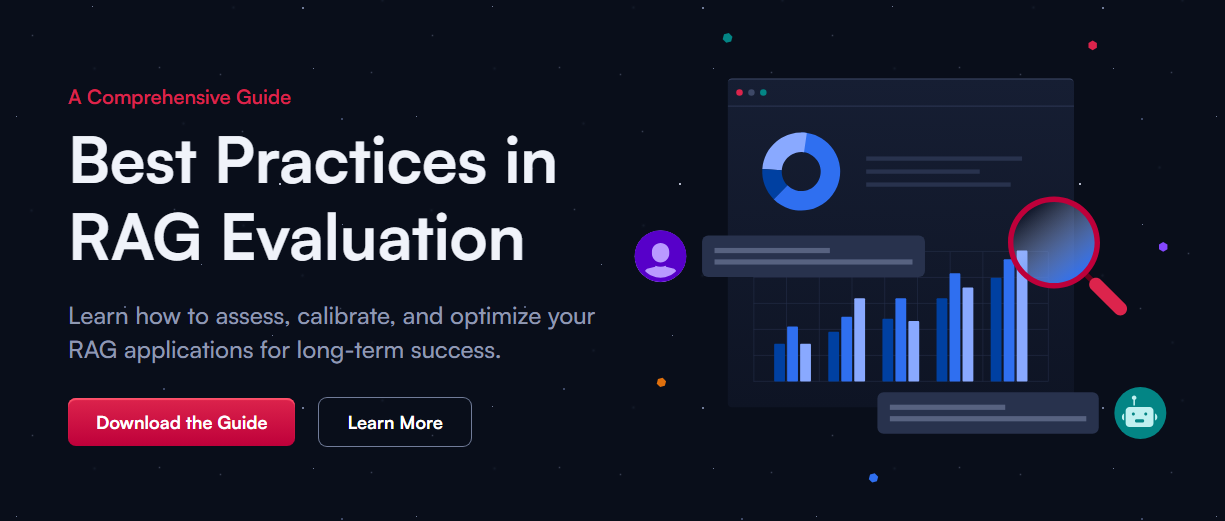 A Comprehensive Guide
Best Practices in
RAG Evaluation
Learn how to assess, calibrate, and optimize your
RAG applications for long-term success.
Download the Guide
Learn More